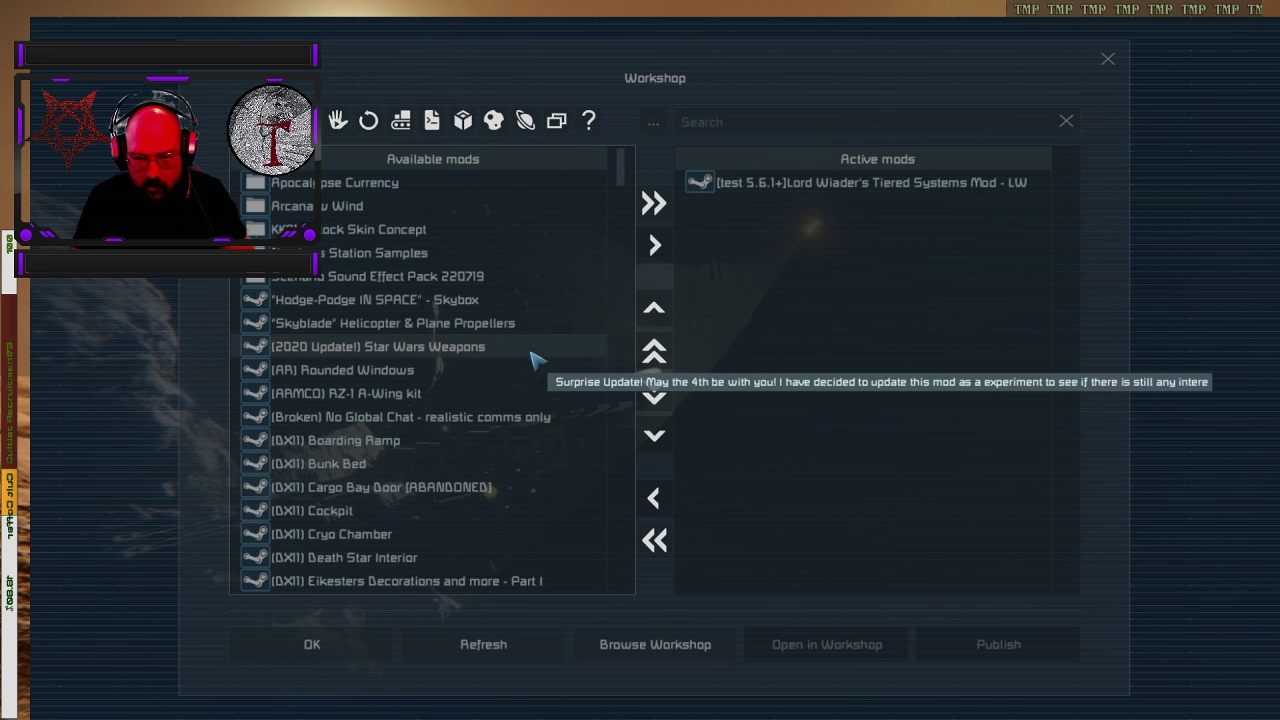 TMP TMP TMP TMP TMP TMP TMP
Workshop
Search
Available mods
Active mods
Currency
[test 5.6.1+]Lord Wiader's Tiered Systems Mod - LW
Wind
Skin Concept
Station Samples
Sound Effect Pack 220719
"Hodge-Podge IN SPACE" - Skybox
"Skyblade" Helicopter & Plane Propellers
(2020 Update!) Star Wars Weapons
(AR) Rounded Windows
Surprise Update! May the 4th be with you! I have decided to update this mod as a experiment to see if there is still any intere
(ARMCO) RZ-1 A-Wing kit
(Broken) No Global Chat - realistic comms only
(DX11) Boarding Ramp
(DX11) Bunk Bed
(DX11) Cargo Bay Door [ABANDONED]
(DX11) Cockpit
(DX11) Cryo Chamber
(DX11) Death Star Interior
(DX11) Eikesters Decorations and more - Part 1
OK
Refresh
Browse Workshop
Open in Workshop
Publish
100
Cult Coffer